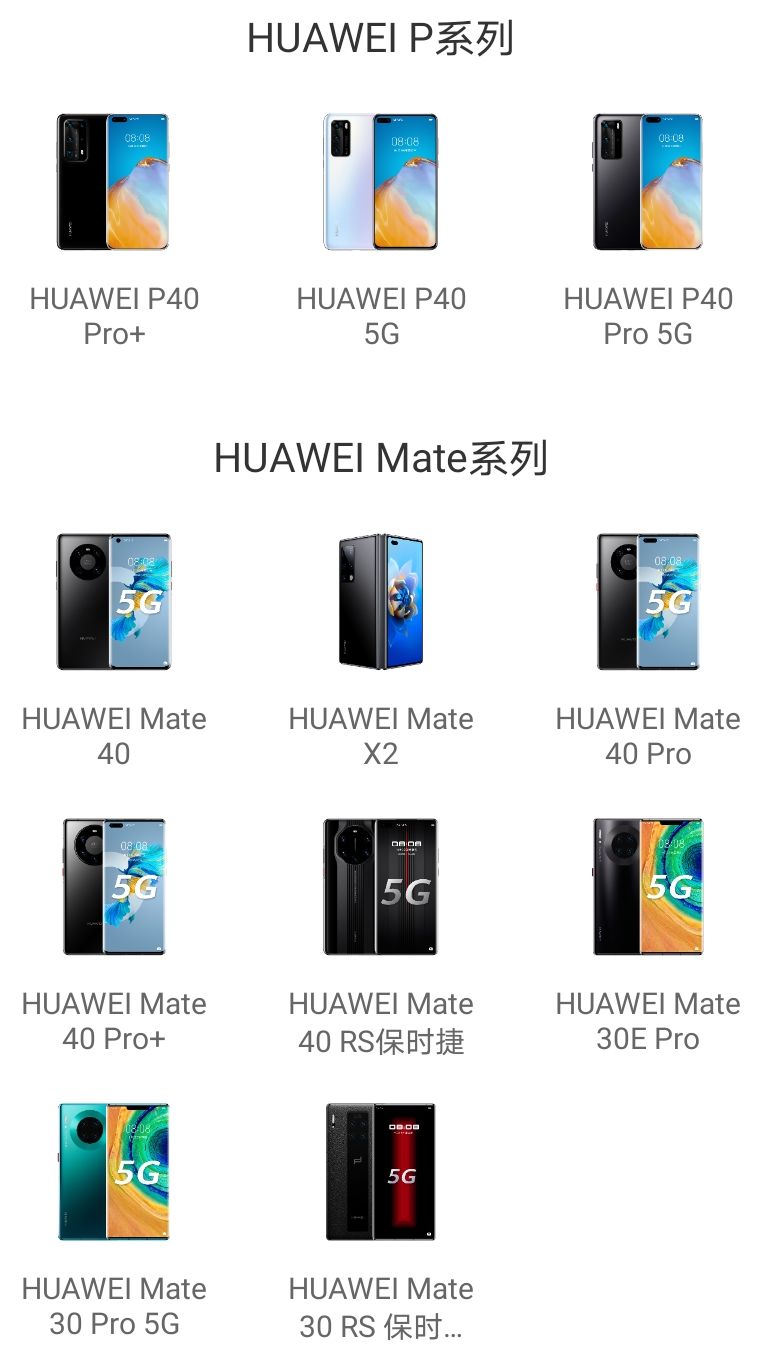 HUAWEI P系列
08:08
08:08
08:08
HUAWEI P40
Pro+
HUAWEI P40
5G
HUAWEI P40
Pro 5G
HUAWEI Mate系列
08:08
5G
08:08
5G
HUAWEI Mate
40
HUAWEI Mate
X2
HUAWEI Mate
40 Pro
08:08
5G
08:08
5G
08:08
5G
HUAWEI Mate
40 Pro+
HUAWEI Mate
40 RS保时捷
HUAWEI Mate
30E Pro
08:08
5G
08:08
5G
HUAWEI Mate
30 Pro 5G
HUAWEI Mate
30 RS 保时...